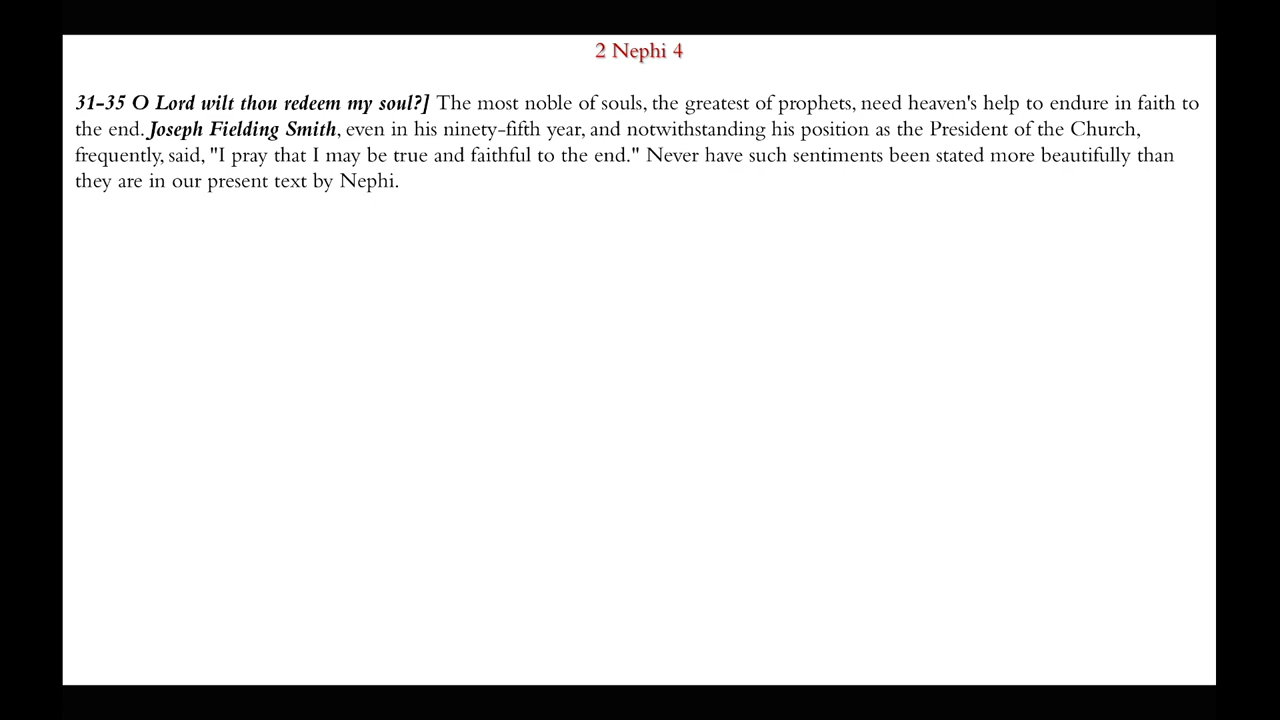 2 Nephi 4
31-35 O Lord wilt thou redeem my soul?] The most noble of souls, the greatest of prophets, need heaven's help to endure in faith to
the end. Joseph Fielding Smith, even in his ninety-fifth year, and notwithstanding his position as the President of the Church,
frequently, said, "I pray that I may be true and faithful to the end." Never have such sentiments been stated more beautifully than
they are in our present text by Nephi.